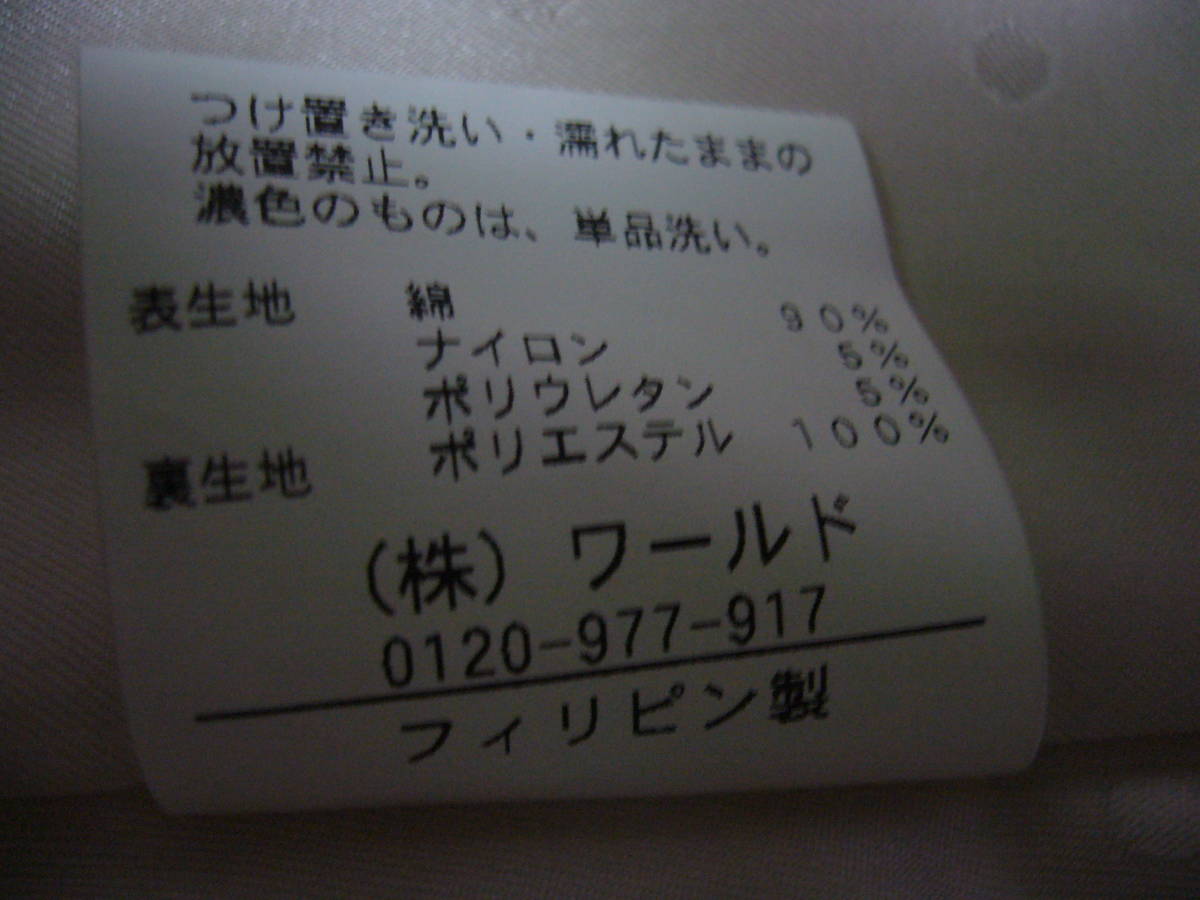 つけ置き洗い・濡れたままの
放置禁止。
濃色のものは、単品洗い。
表生地 綿 90%
ナイロン 5%
ポリウレタン 5%
裏生地 ポリエステル 100%
(株)ワールド
0120-977-917
フィリピン製